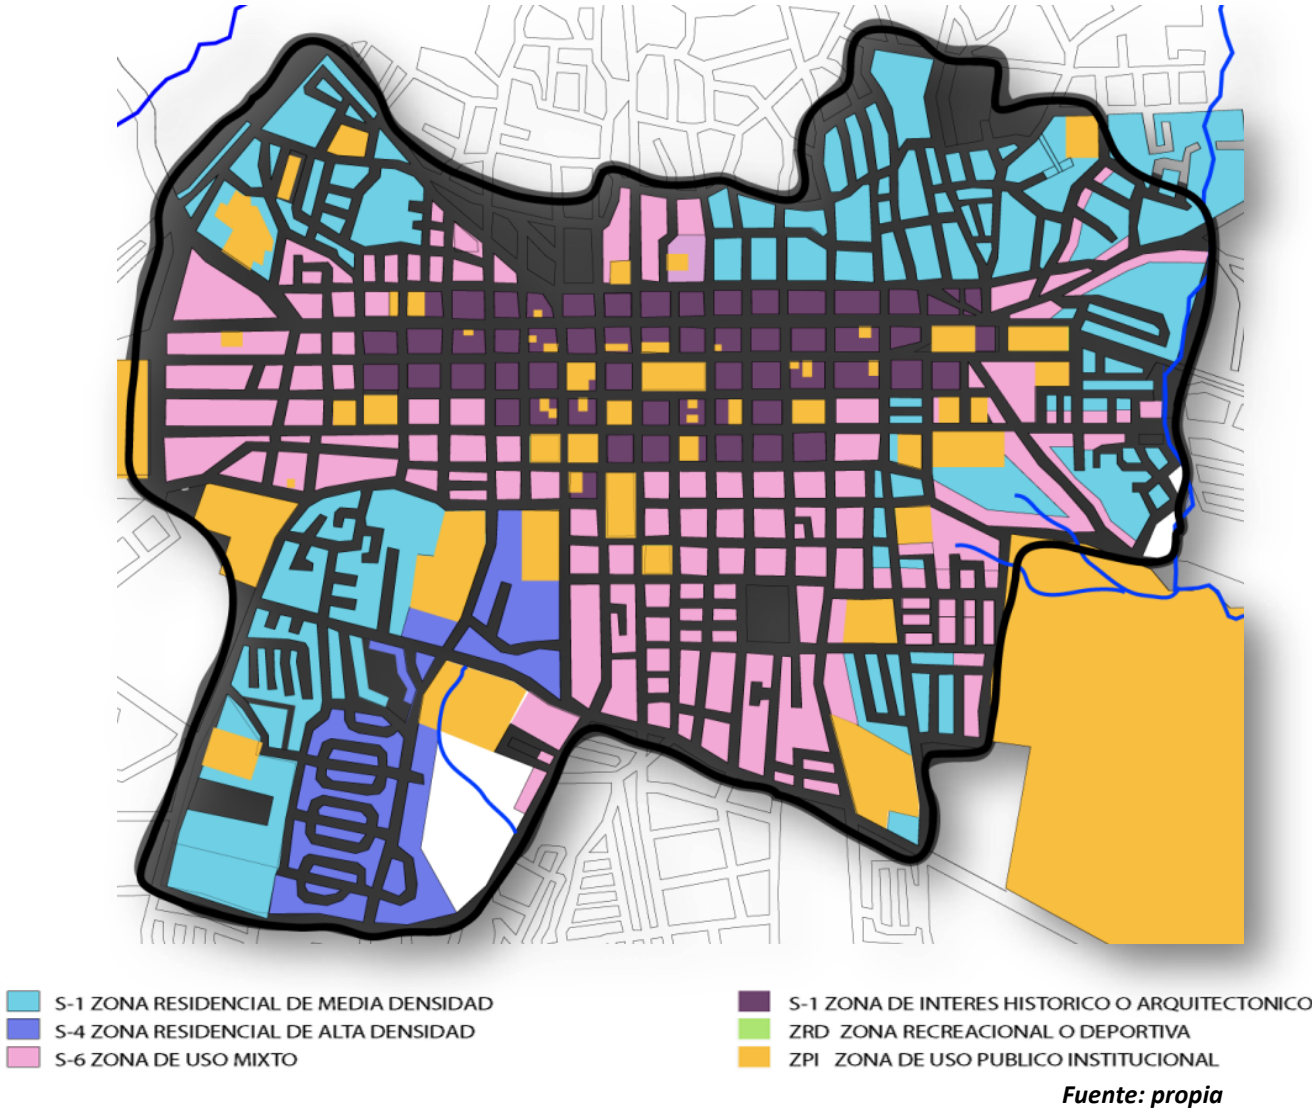 S-1 ZONA RESIDENCIAL DE MEDIA DENSIDAD
S-4 ZONA RESIDENCIAL DE ALTA DENSIDAD
S-6 ZONA DE USO MIXTO
S-1 ZONA DE INTERES HISTORICO O ARQUITECTONICO
ZRD ZONA RECREACIONAL O DEPORTIVA
ZPI ZONA DE USO PUBLICO INSTITUCIONAL
Fuente: propia